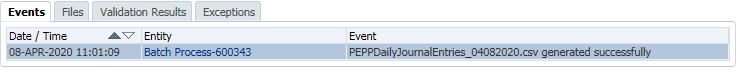 Events Files Validation Results Exceptions
Date / Time Entity Event
08-APR-2020 11:01:09 Batch Process-600343 PEPPDailyJournalEntries_04082020.csv generated successfully